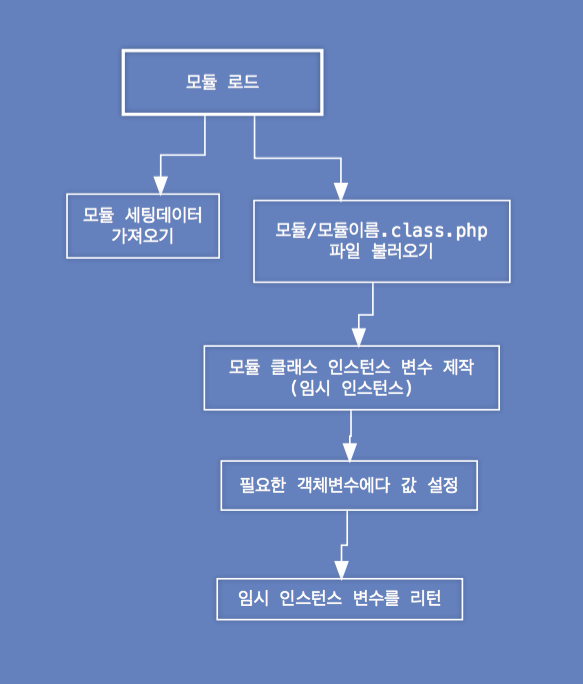 모듈 로드
모듈 세팅데이터
가져오기
모듈/모듈이름.class.php
파일 불러오기
모듈 클래스 인스턴스 변수 제작
(임시 인스턴스)
필요한 객체변수에다 값 설정
임시 인스턴스 변수를 리턴